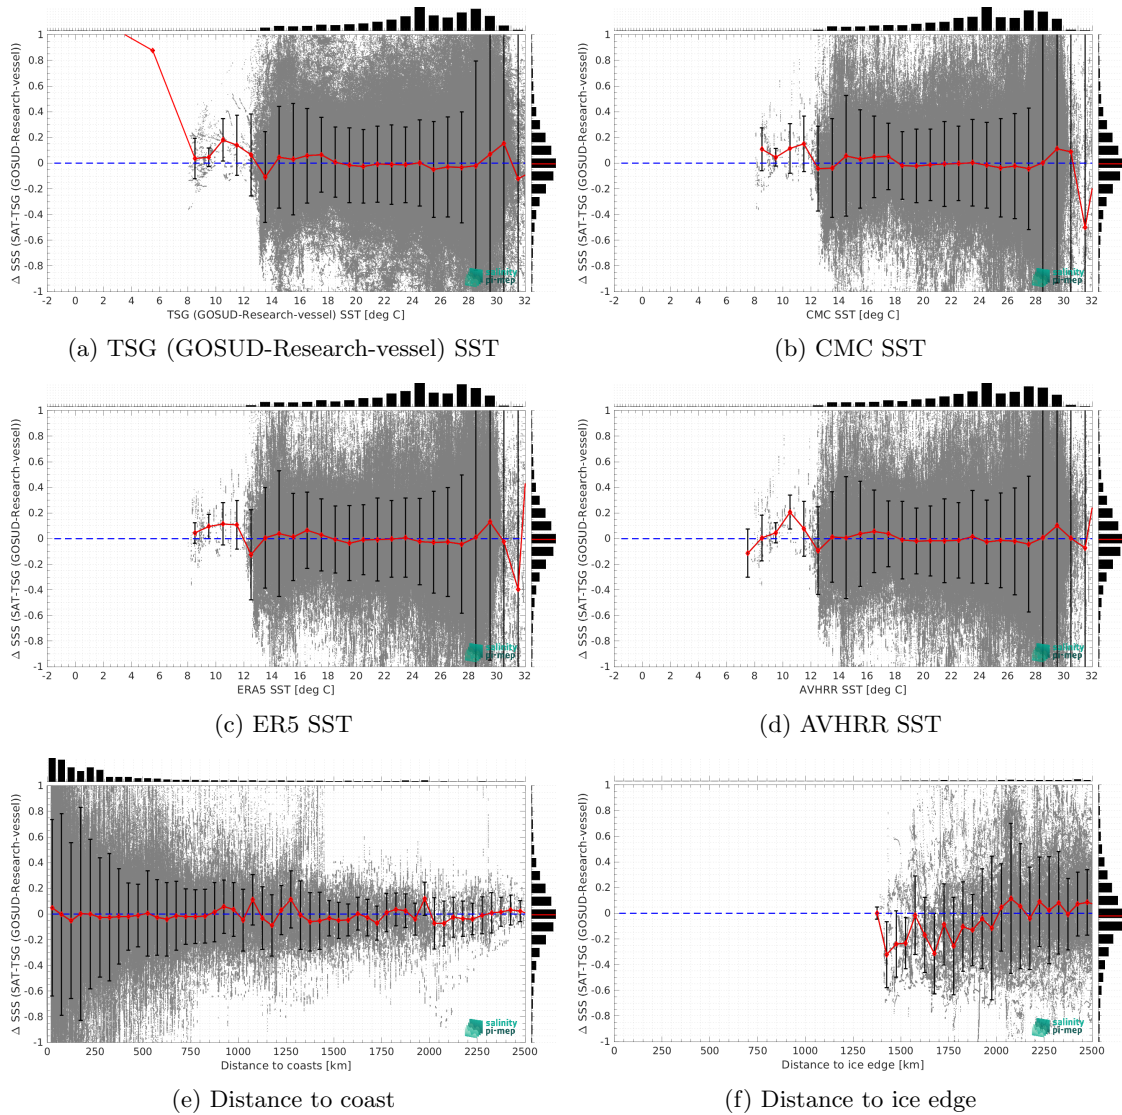 Δ SSS (SAT-TSG (GOSUD-Research-vessel))
1
0.8
0.6
0.4
0.2
0
-0.2
-0.4
-0.6
-0.8
-1
salinity
pi-mep
-2 0 2 4 6 8 10 12 14 16 18 20 22 24 26 28 30 32
TSG (GOSUD-Research-vessel) SST [deg C]
(a) TSG (GOSUD-Research-vessel) SST
Δ SSS (SAT-TSG (GOSUD-Research-vessel))
1
0.8
0.6
0.4
0.2
0
-0.2
-0.4
-0.6
-0.8
-1
salinity
pi-mep
-2 0 2 4 6 8 10 12 14 16 18 20 22 24 26 28 30 32
CMC SST [deg C]
(b) CMC SST
Δ SSS (SAT-TSG (GOSUD-Research-vessel))
1
0.8
0.6
0.4
0.2
0
-0.2
-0.4
-0.6
-0.8
-1
salinity
pi-mep
-2 0 2 4 6 8 10 12 14 16 18 20 22 24 26 28 30 32
ERA5 SST [deg C]
(c) ER5 SST
Δ SSS (SAT-TSG (GOSUD-Research-vessel))
1
0.8
0.6
0.4
0.2
0
-0.2
-0.4
-0.6
-0.8
-1
salinity
pi-mep
-2 0 2 4 6 8 10 12 14 16 18 20 22 24 26 28 30 32
AVHRR SST [deg C]
(d) AVHRR SST
Δ SSS (SAT-TSG (GOSUD-Research-vessel))
1
0.8
0.6
0.4
0.2
0
-0.2
-0.4
-0.6
-0.8
-1
salinity
pi-mep
0 250 500 750 1000 1250 1500 1750 2000 2250 2500
Distance to coasts [km]
(e) Distance to coast
Δ SSS (SAT-TSG (GOSUD-Research-vessel))
1
0.8
0.6
0.4
0.2
0
-0.2
-0.4
-0.6
-0.8
-1
salinity
pi-mep
0 250 500 750 1000 1250 1500 1750 2000 2250 2500
Distance to ice edge [km]
(f) Distance to ice edge